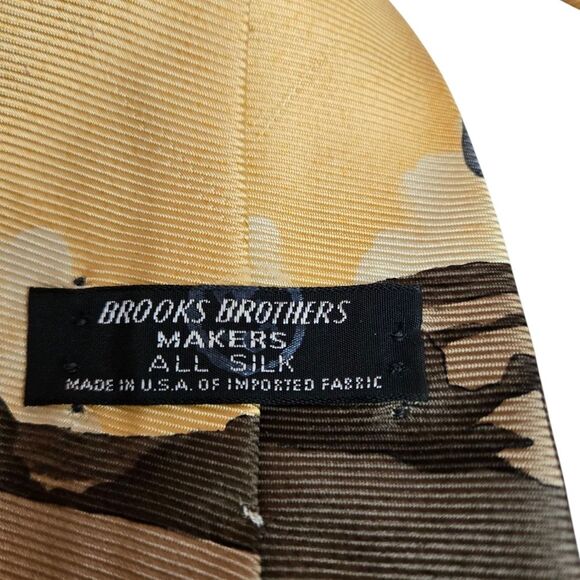 BROOKS BROTHERS
MAKERS
ALL SILK
MADE IN U.S.A. OF IMPORTED FABRIC